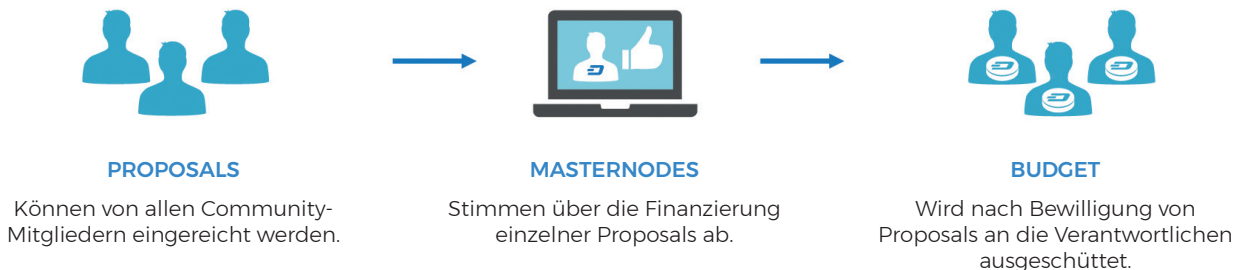 PROPOSALS
Können von allen Community-
Mitgliedern eingereicht werden.
MASTERNODES
Stimmen über die Finanzierung
einzelner Proposals ab.
BUDGET
Wird nach Bewilligung von
Proposals an die Verantwortlichen
ausgeschüttet.